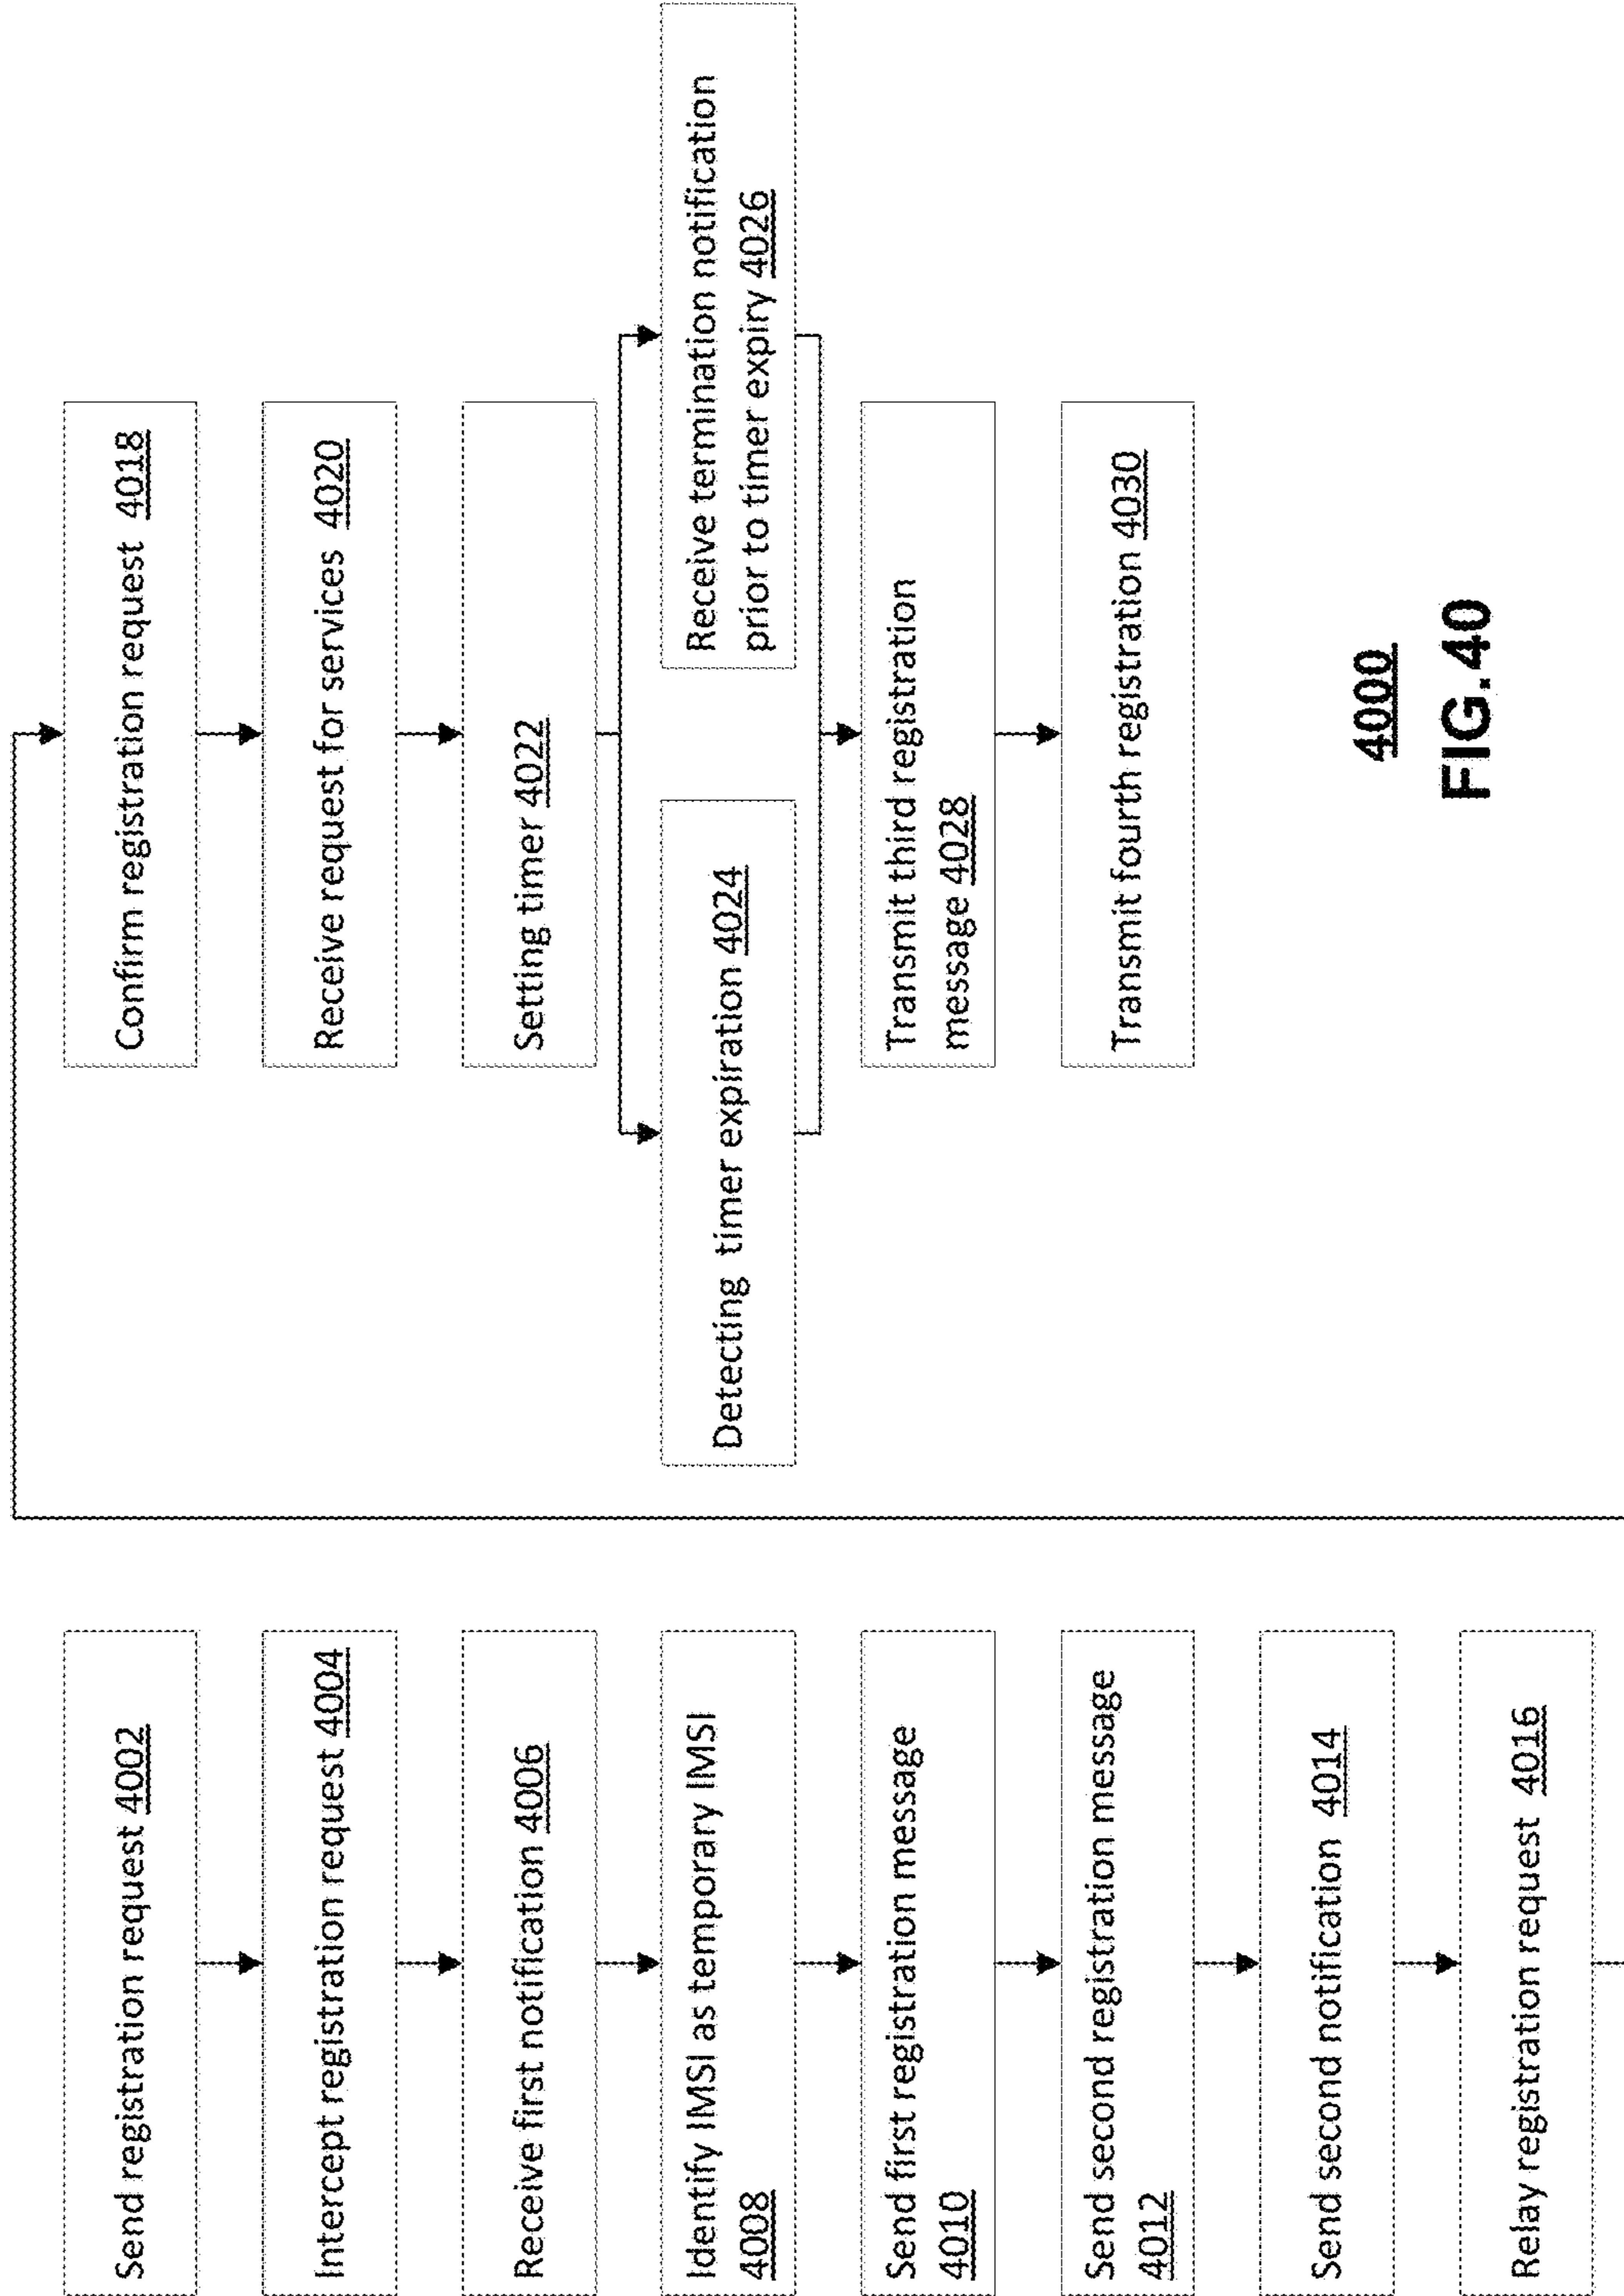 Send registration request 4002
Intercept registration request 4004
Receive first notification 4006
Identify IMSI as temporary IMSI
4008
Send first registration message
4010
Send second registration message
4012
Send second notification 4014
Relay registration request 4016
Confirm registration request 4018
Receive request for services 4020
Setting timer 4022
Detecting timer expiration 4024
Receive termination notification
prior to timer expiry 4026
Transmit third registration
message 4028
Transmit fourth registration 4030
4000
FIG.40